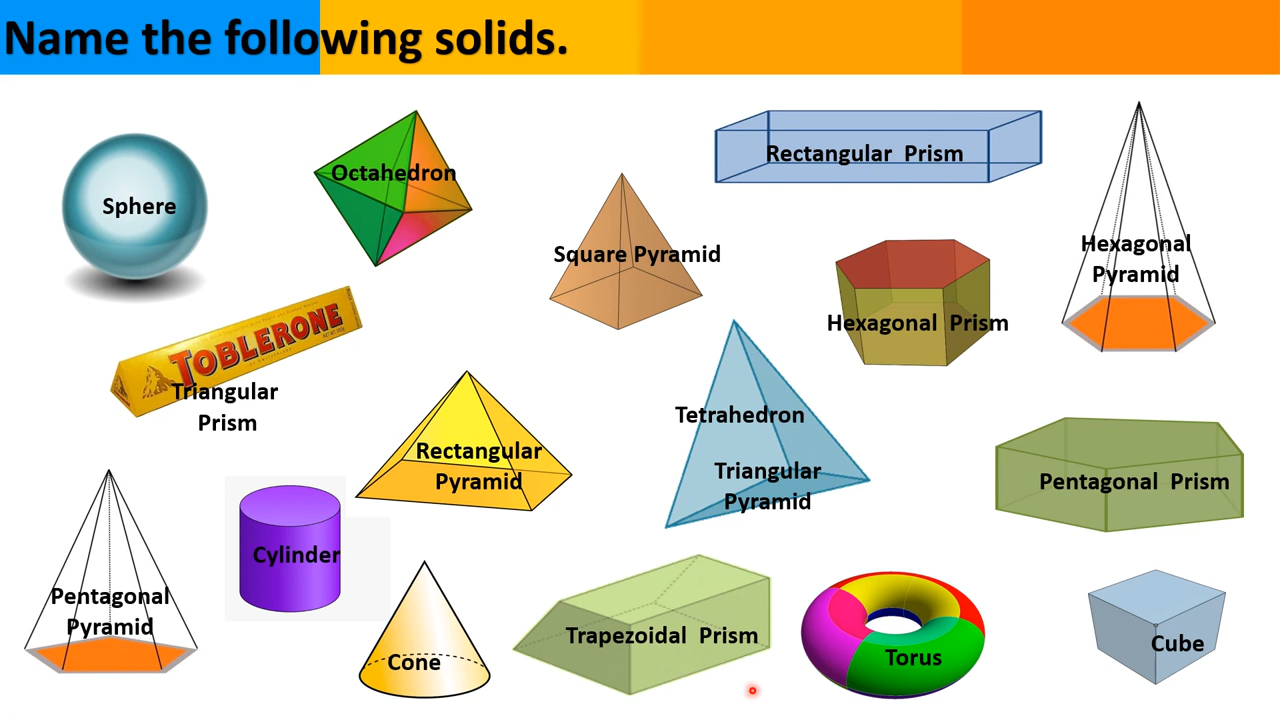 Name the following solids.
Sphere
Octahedron
Rectangular Prism
Square Pyramid
Hexagonal
Pyramid
Hexagonal Prism
TOBLERONE
Triangular
Prism
Rectangular
Pyramid
Tetrahedron
Triangular
Pyramid
Pentagonal Prism
Cylinder
Pentagonal
Pyramid
Cone
Trapezoidal Prism
Torus
Cube